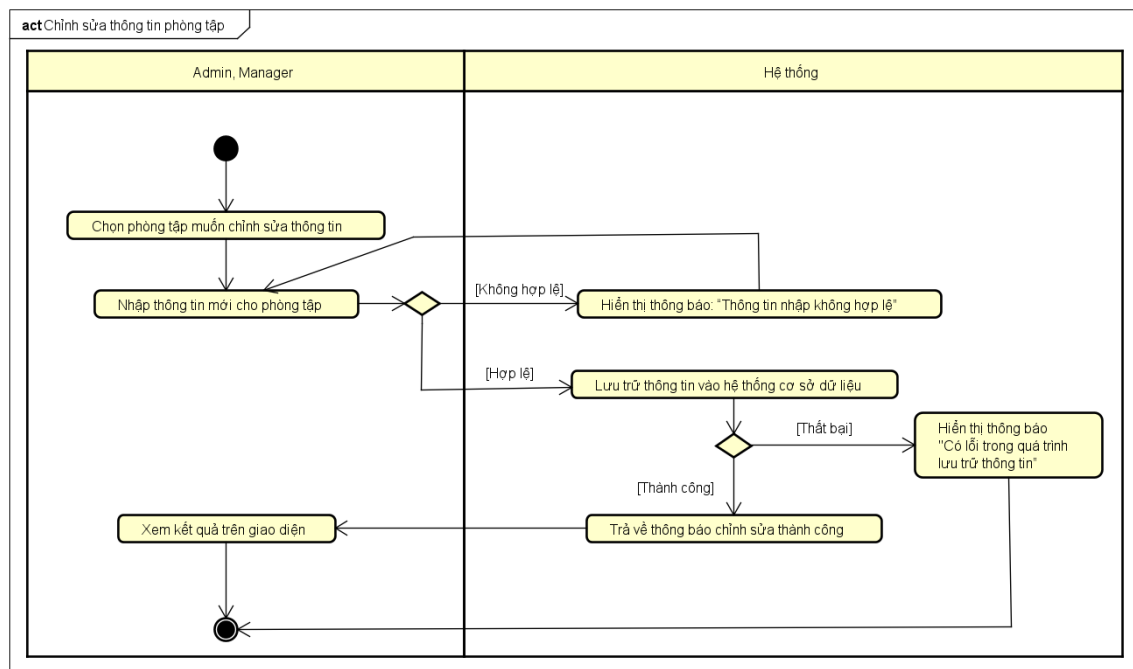 act Chỉnh sửa thông tin phòng tập
Admin, Manager
Hệ thống
Chọn phòng tập muốn chỉnh sửa thông tin
Nhập thông tin mới cho phòng tập
[Không hợp lệ]
Hiển thị thông báo: "Thông tin nhập không hợp lệ"
[Hợp lệ]
Lưu trữ thông tin vào hệ thống cơ sở dữ liệu
[Thất bại]
Hiển thị thông báo
"Có lỗi trong quá trình
lưu trữ thông tin"
[Thành công]
Trả về thông báo chỉnh sửa thành công
Xem kết quả trên giao diện